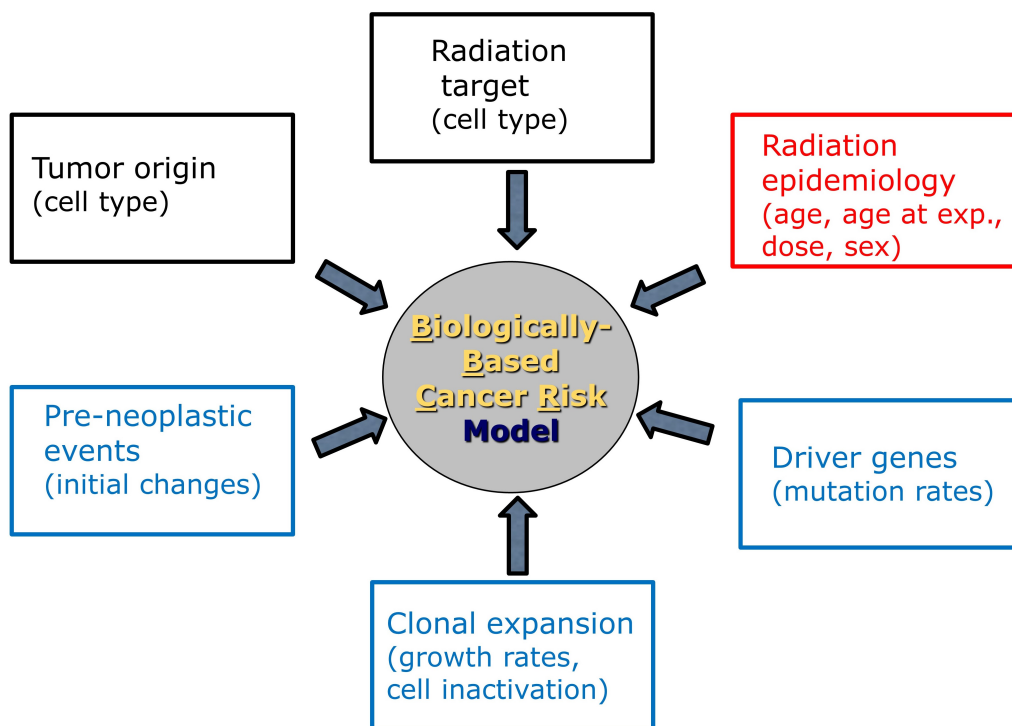 Radiation
target
(cell type)
Tumor origin
(cell type)
Radiation
epidemiology
(age, age at exp.,
dose, sex)
Biologically-
Based
Cancer Risk
Model
Pre-neoplastic
events
(initial changes)
Driver genes
(mutation rates)
Clonal expansion
(growth rates,
cell inactivation)